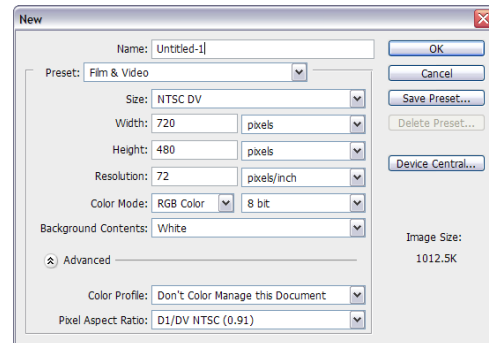 New
Name: Untitled-1
OK
Preset: Film & Video
Cancel
Size: NTSC DV
Save Preset...
Width: 720 pixels
Delete Preset...
Height: 480 pixels
Device Central...
Resolution: 72 pixels/inch
Color Mode: RGB Color 8 bit
Background Contents: White
Image Size:
Advanced
1012.5K
Color Profile: Don't Color Manage this Document
Pixel Aspect Ratio: D1/DV NTSC (0.91)